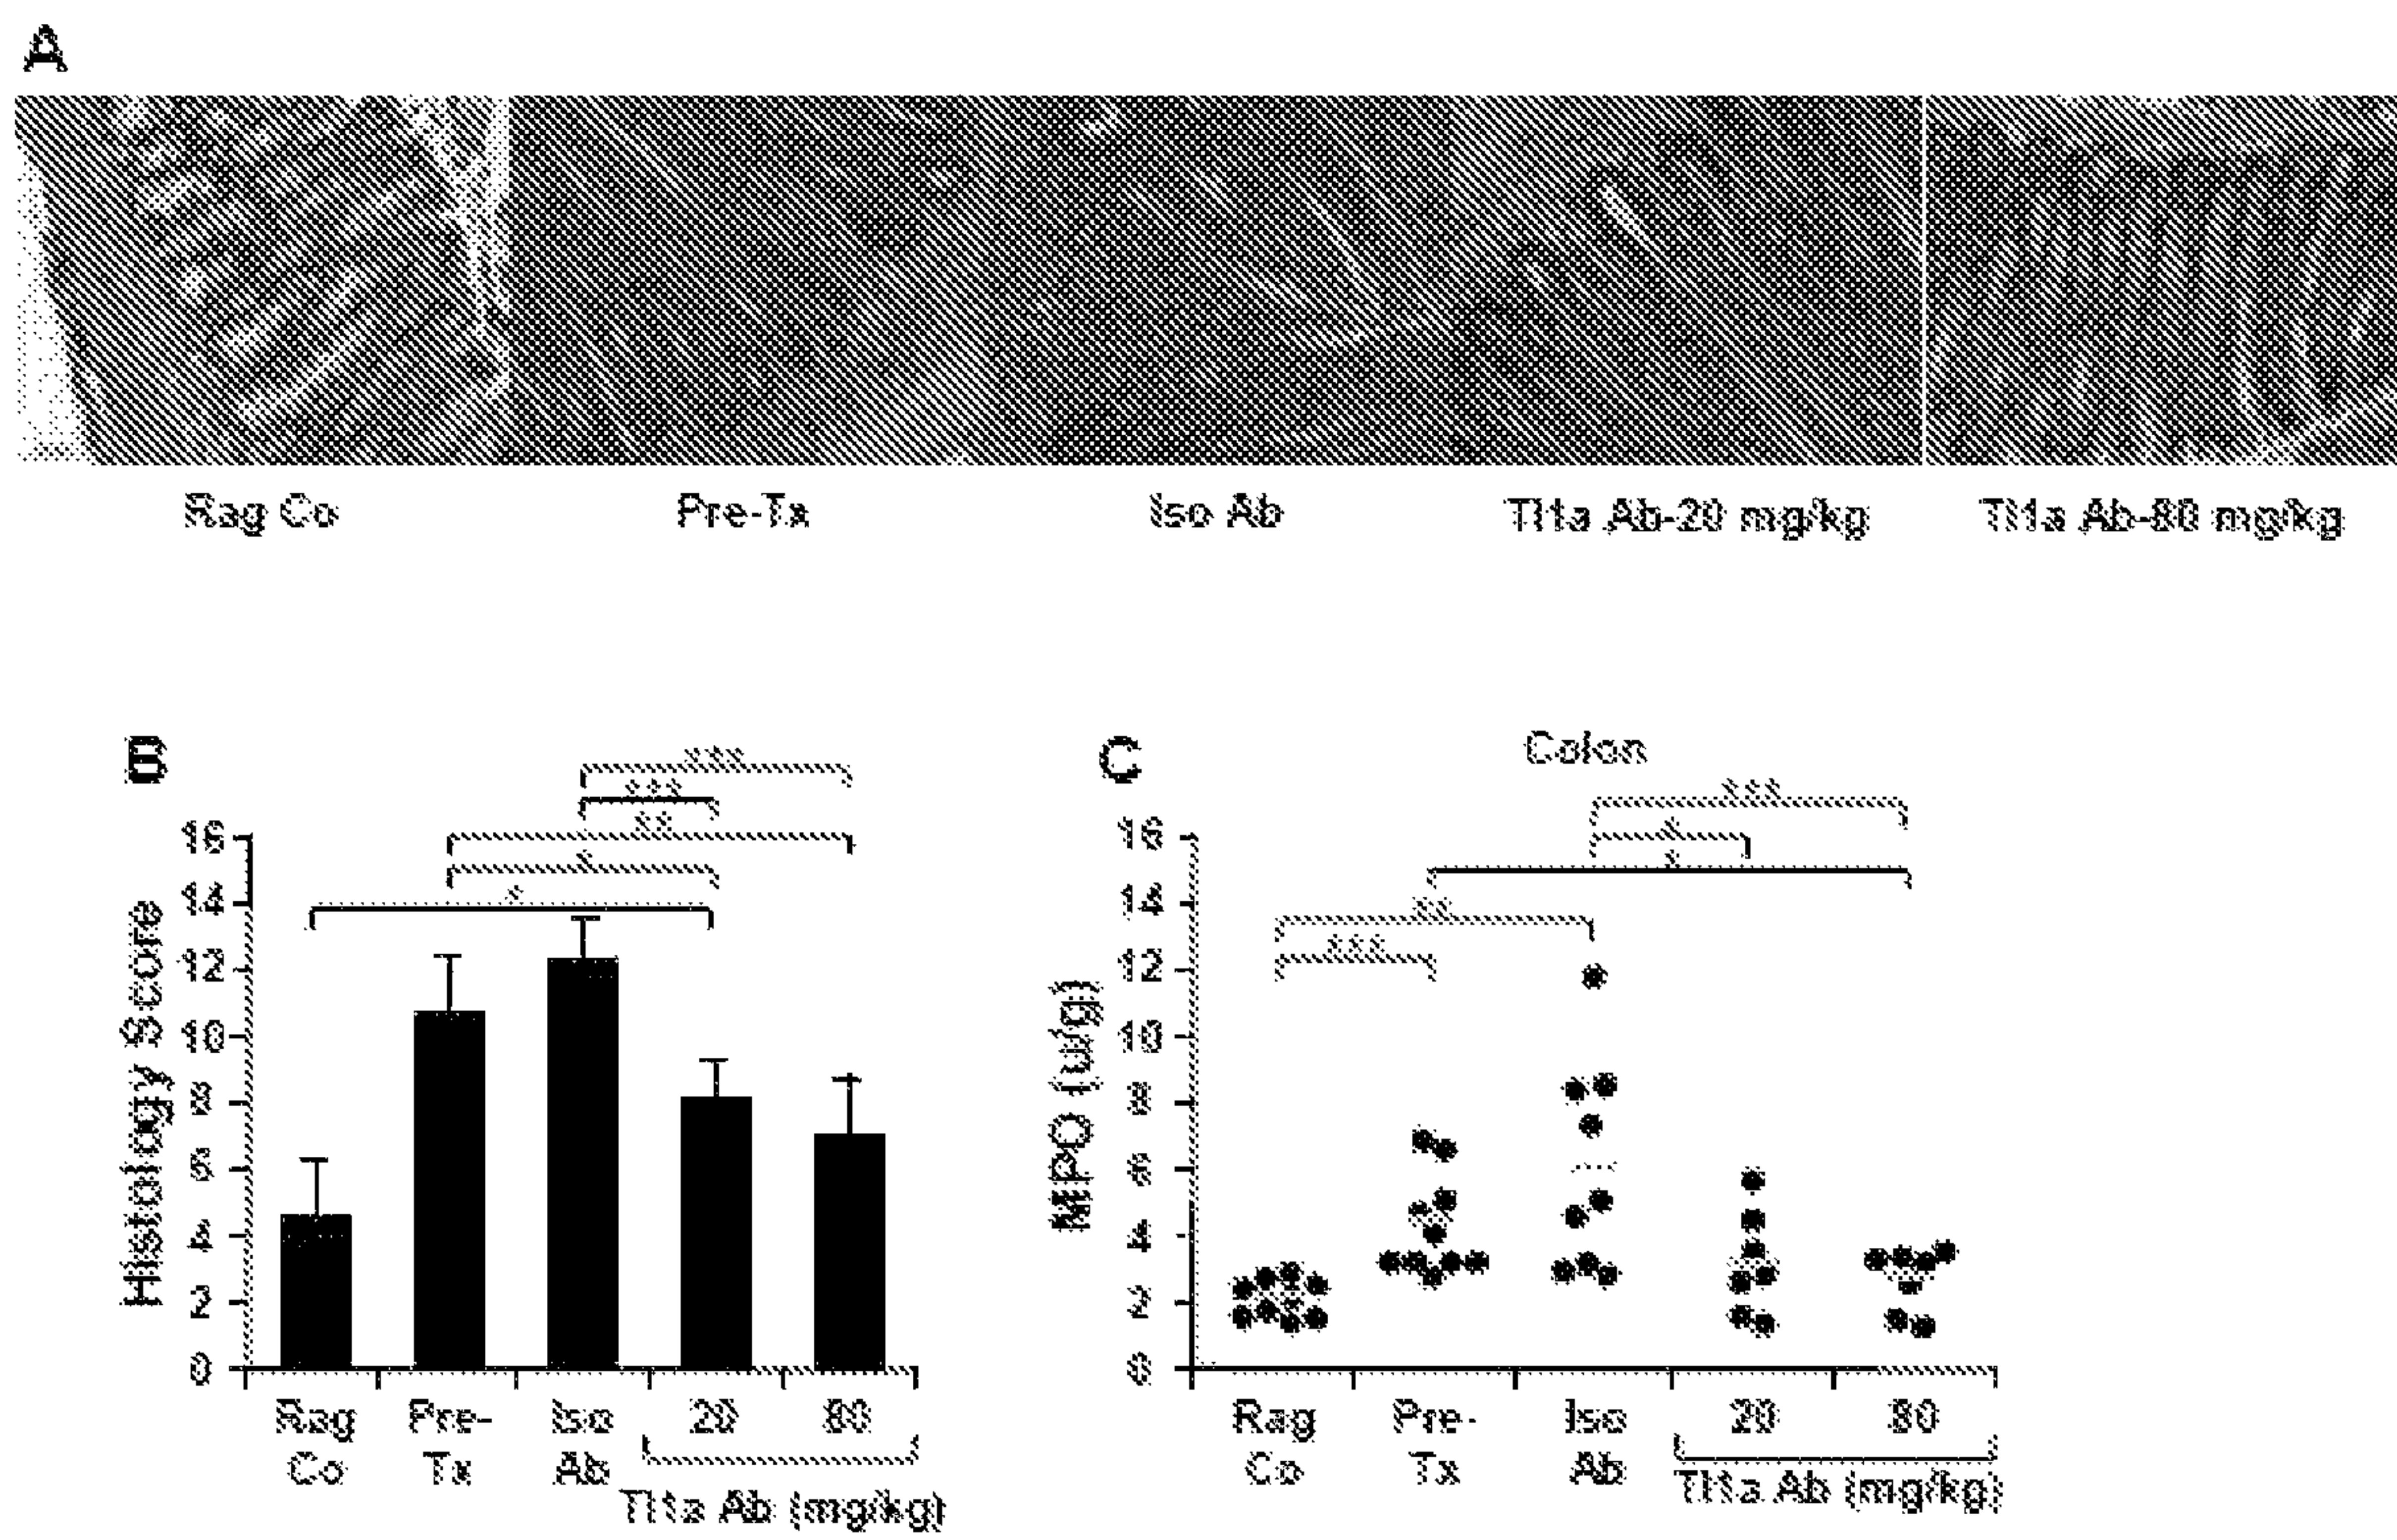 A
Rag Co
Pre-Tx
Iso Ab
Tl1a Ab-20 mg/kg
Tl1a Ab-80 mg/kg
B
***
***
**
*
*
Histology Score
16
14
12
10
8
6
4
2
0
Rag Co
Pre-Tx
Iso Ab
20
80
Tl1a Ab (mg/kg)
C
Colon
***
*
*
**
***
MPO (u/g)
16
14
12
10
8
6
4
2
0
Rag Co
Pre-Tx
Iso Ab
20
80
Tl1a Ab (mg/kg)